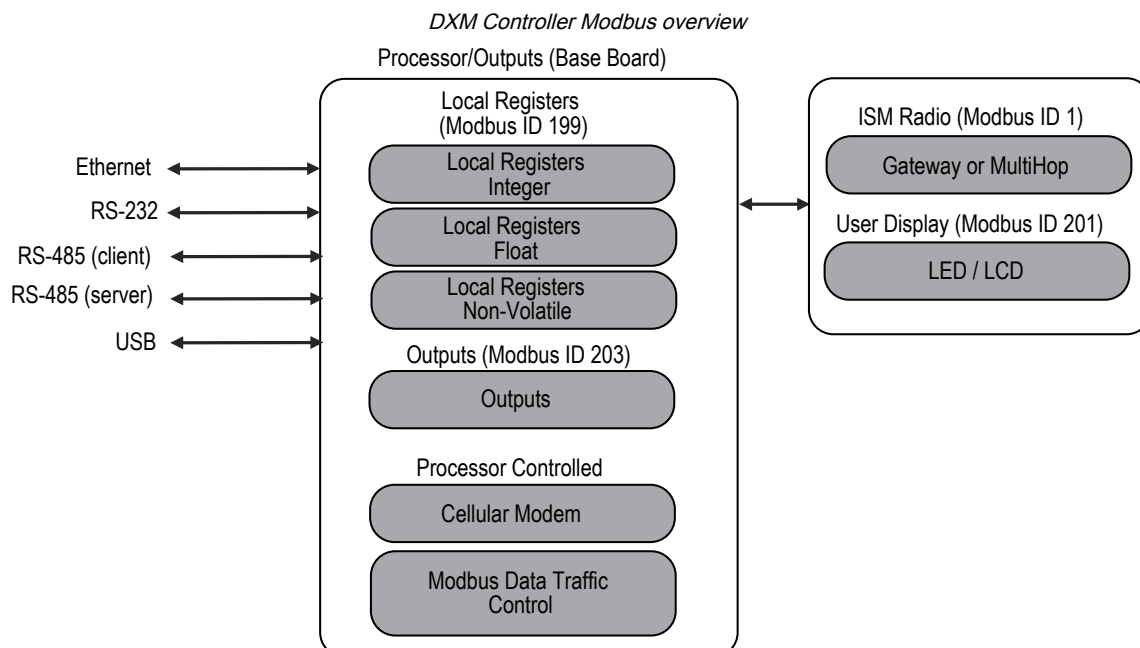 DXM Controller Modbus overview
Processor/Outputs (Base Board)
Local Registers
(Modbus ID 199)
Local Registers
Integer
Local Registers
Float
Local Registers
Non-Volatile
Outputs (Modbus ID 203)
Outputs
Processor Controlled
Cellular Modem
Modbus Data Traffic
Control
Ethernet
RS-232
RS-485 (client)
RS-485 (server)
USB
ISM Radio (Modbus ID 1)
Gateway or MultiHop
User Display (Modbus ID 201)
LED / LCD